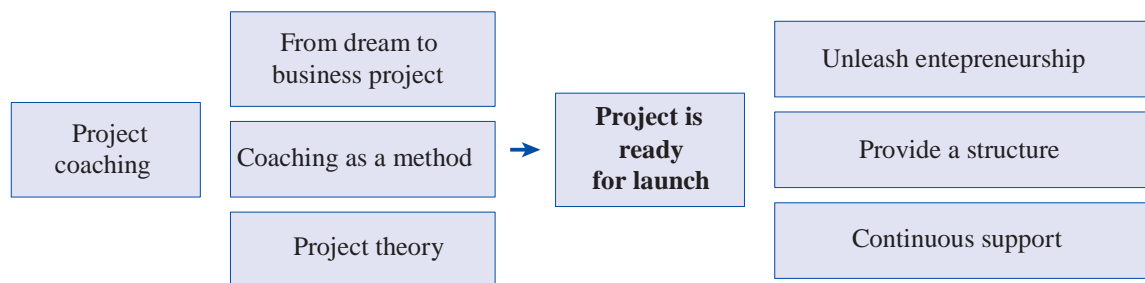 Project
coaching
From dream to
business project
Coaching as a method
Project theory
Project is
ready
for launch
Unleash entepreneurship
Provide a structure
Continuous support